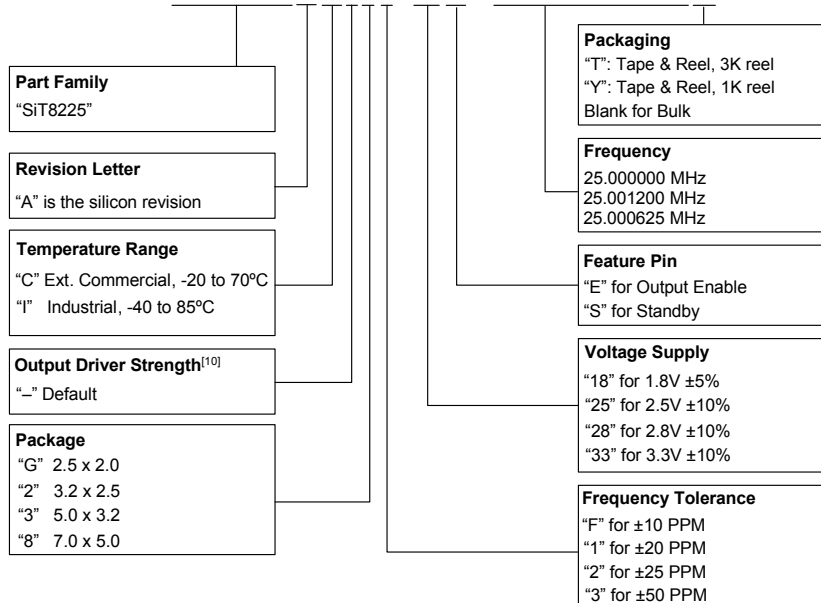 Part Family
“SiT8225”
Revision Letter
“A” is the silicon revision
Temperature Range
“C” Ext. Commercial, -20 to 70ºC
“I” Industrial, -40 to 85ºC
Output Driver Strength[10]
“–” Default
Package
“G” 2.5 x 2.0
“2” 3.2 x 2.5
“3” 5.0 x 3.2
“8” 7.0 x 5.0
Packaging
“T”: Tape & Reel, 3K reel
“Y”: Tape & Reel, 1K reel
Blank for Bulk
Frequency
25.000000 MHz
25.001200 MHz
25.000625 MHz
Feature Pin
“E” for Output Enable
“S” for Standby
Voltage Supply
“18” for 1.8V ±5%
“25” for 2.5V ±10%
“28” for 2.8V ±10%
“33” for 3.3V ±10%
Frequency Tolerance
“F” for ±10 PPM
“1” for ±20 PPM
“2” for ±25 PPM
“3” for ±50 PPM